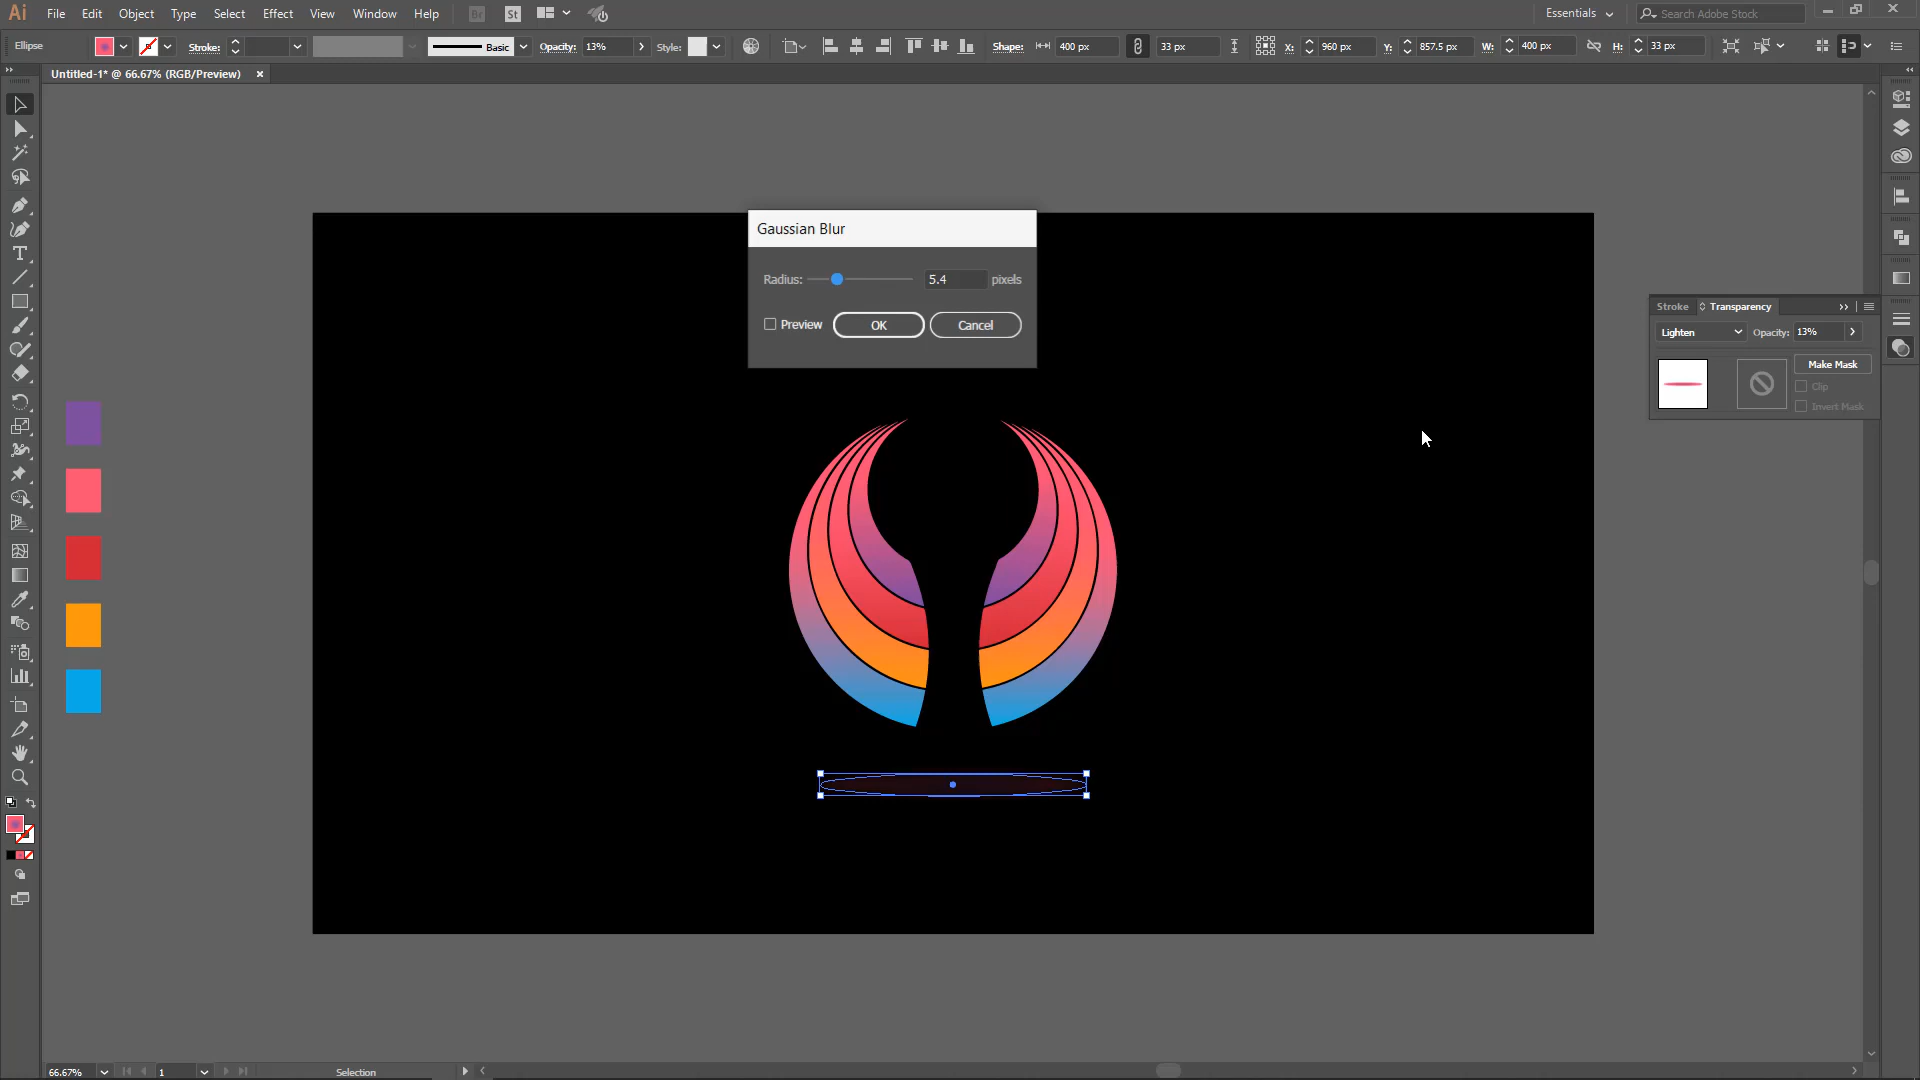 Ai File Edit Object Type Select Effect View Window Help Br St Essentials Search Adobe Stock
Ellipse Stroke: Basic Opacity: 13% Style: Shape: 400 px 33 px X: 960 px Y: 857.5 px W: 400 px H: 33 px
Untitled-1* @ 66.67% (RGB/Preview)
Gaussian Blur
Radius: 5.4 pixels
Preview OK Cancel
Stroke Transparency
Lighten Opacity: 13%
Make Mask
Clip
Invert Mask
66.67% 1 Selection